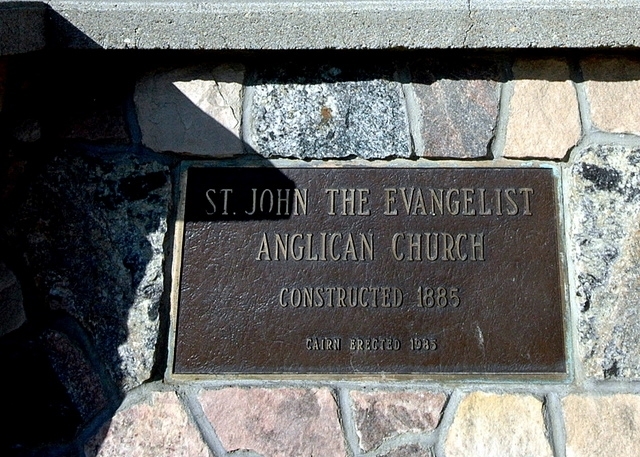 ST. JOHN THE EVANGELIST
ANGLICAN CHURCH
CONSTRUCTED 1885
CAIRN ERECTED 1985